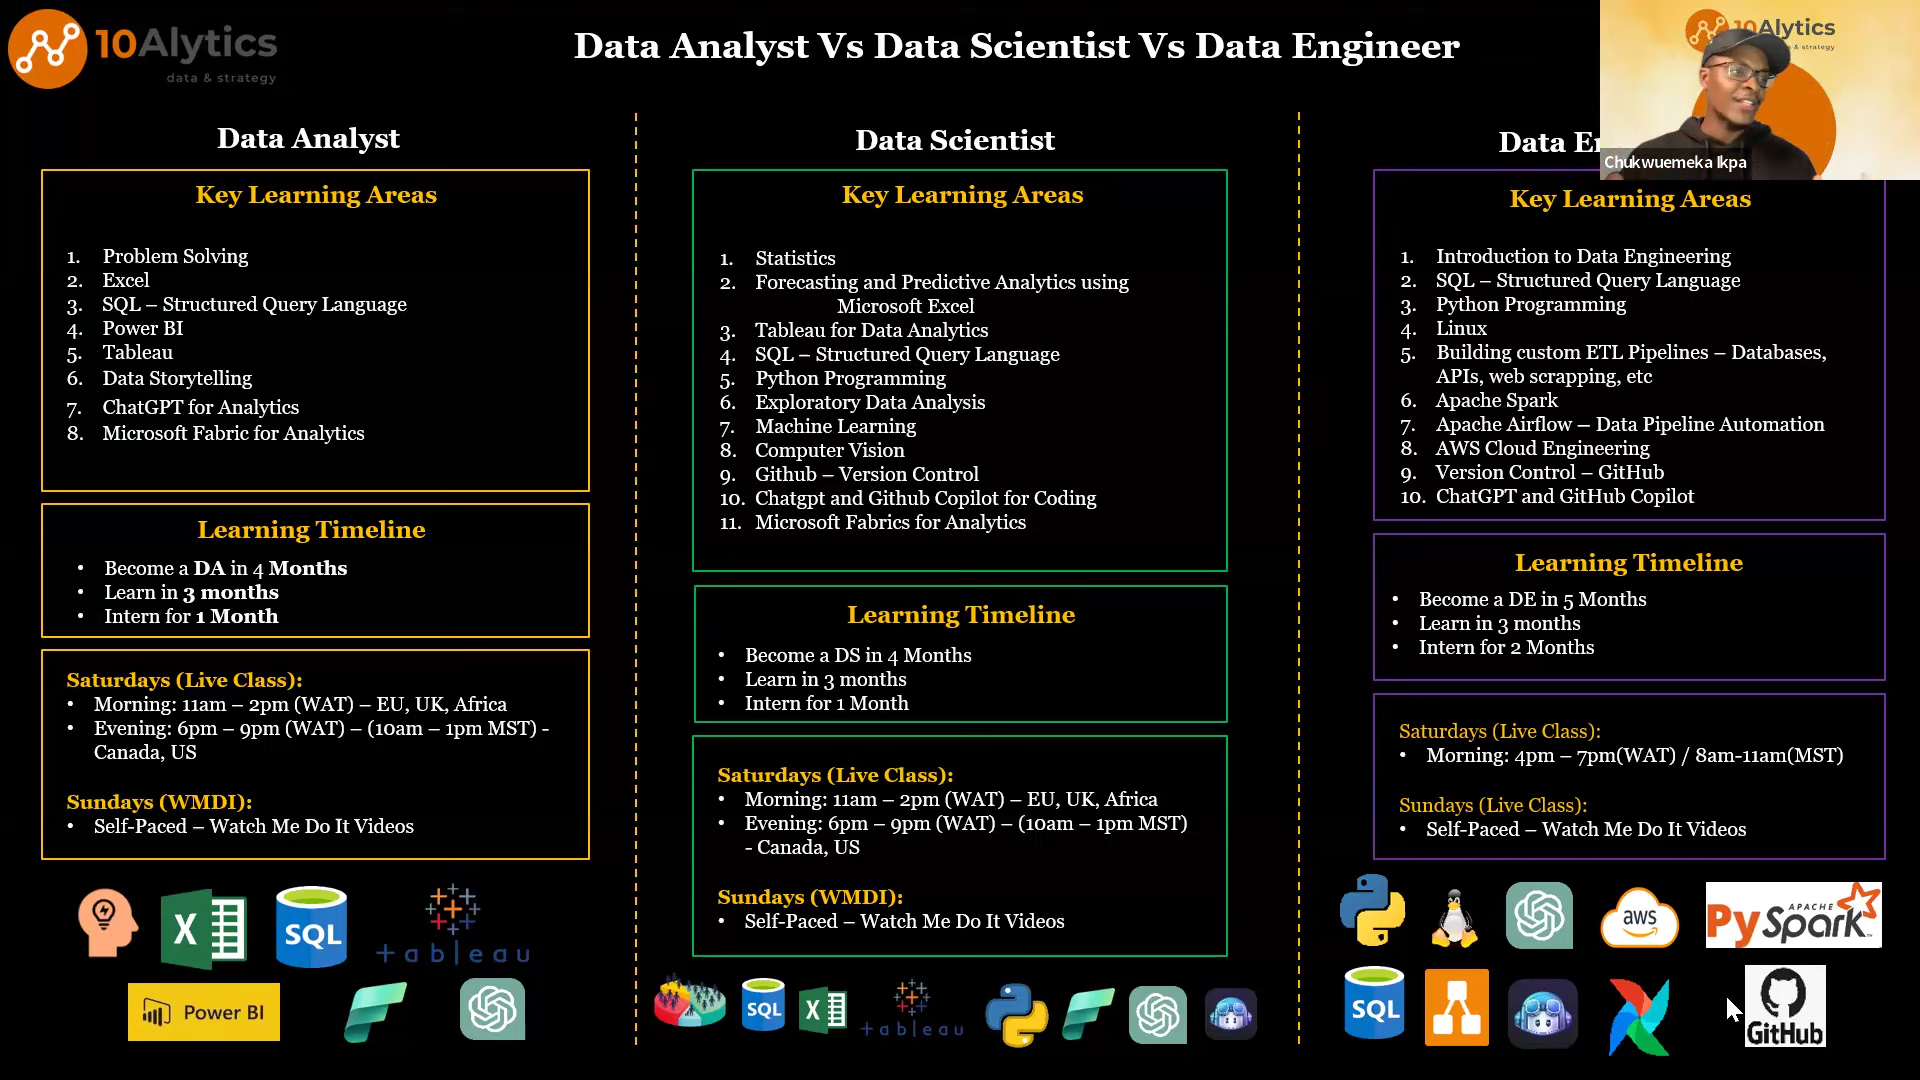 10Alytics
data & strategy
Data Analyst Vs Data Scientist Vs Data Engineer
10Alytics
& strategy
Chukwuemeka Ikpa
Data Analyst
Key Learning Areas
1. Problem Solving
2. Excel
3. SQL – Structured Query Language
4. Power BI
5. Tableau
6. Data Storytelling
7. ChatGPT for Analytics
8. Microsoft Fabric for Analytics
Learning Timeline
• Become a DA in 4 Months
• Learn in 3 months
• Intern for 1 Month
Saturdays (Live Class):
• Morning: 11am – 2pm (WAT) – EU, UK, Africa
• Evening: 6pm – 9pm (WAT) – (10am – 1pm MST) -
Canada, US
Sundays (WMDI):
• Self-Paced – Watch Me Do It Videos
X
SQL
+ableau
Power BI
Data Scientist
Key Learning Areas
1. Statistics
2. Forecasting and Predictive Analytics using
Microsoft Excel
3. Tableau for Data Analytics
4. SQL – Structured Query Language
5. Python Programming
6. Exploratory Data Analysis
7. Machine Learning
8. Computer Vision
9. Github – Version Control
10. Chatgpt and Github Copilot for Coding
11. Microsoft Fabrics for Analytics
Learning Timeline
• Become a DS in 4 Months
• Learn in 3 months
• Intern for 1 Month
Saturdays (Live Class):
• Morning: 11am – 2pm (WAT) – EU, UK, Africa
• Evening: 6pm – 9pm (WAT) – (10am – 1pm MST)
- Canada, US
Sundays (WMDI):
• Self-Paced – Watch Me Do It Videos
SQL
X
+ableau
Data E
Key Learning Areas
1. Introduction to Data Engineering
2. SQL – Structured Query Language
3. Python Programming
4. Linux
5. Building custom ETL Pipelines – Databases,
APIs, web scrapping, etc
6. Apache Spark
7. Apache Airflow – Data Pipeline Automation
8. AWS Cloud Engineering
9. Version Control – GitHub
10. ChatGPT and GitHub Copilot
Learning Timeline
• Become a DE in 5 Months
• Learn in 3 months
• Intern for 2 Months
Saturdays (Live Class):
• Morning: 4pm – 7pm(WAT) / 8am-11am(MST)
Sundays (Live Class):
• Self-Paced – Watch Me Do It Videos
aws
APACHE
PySpark
SQL
GitHub